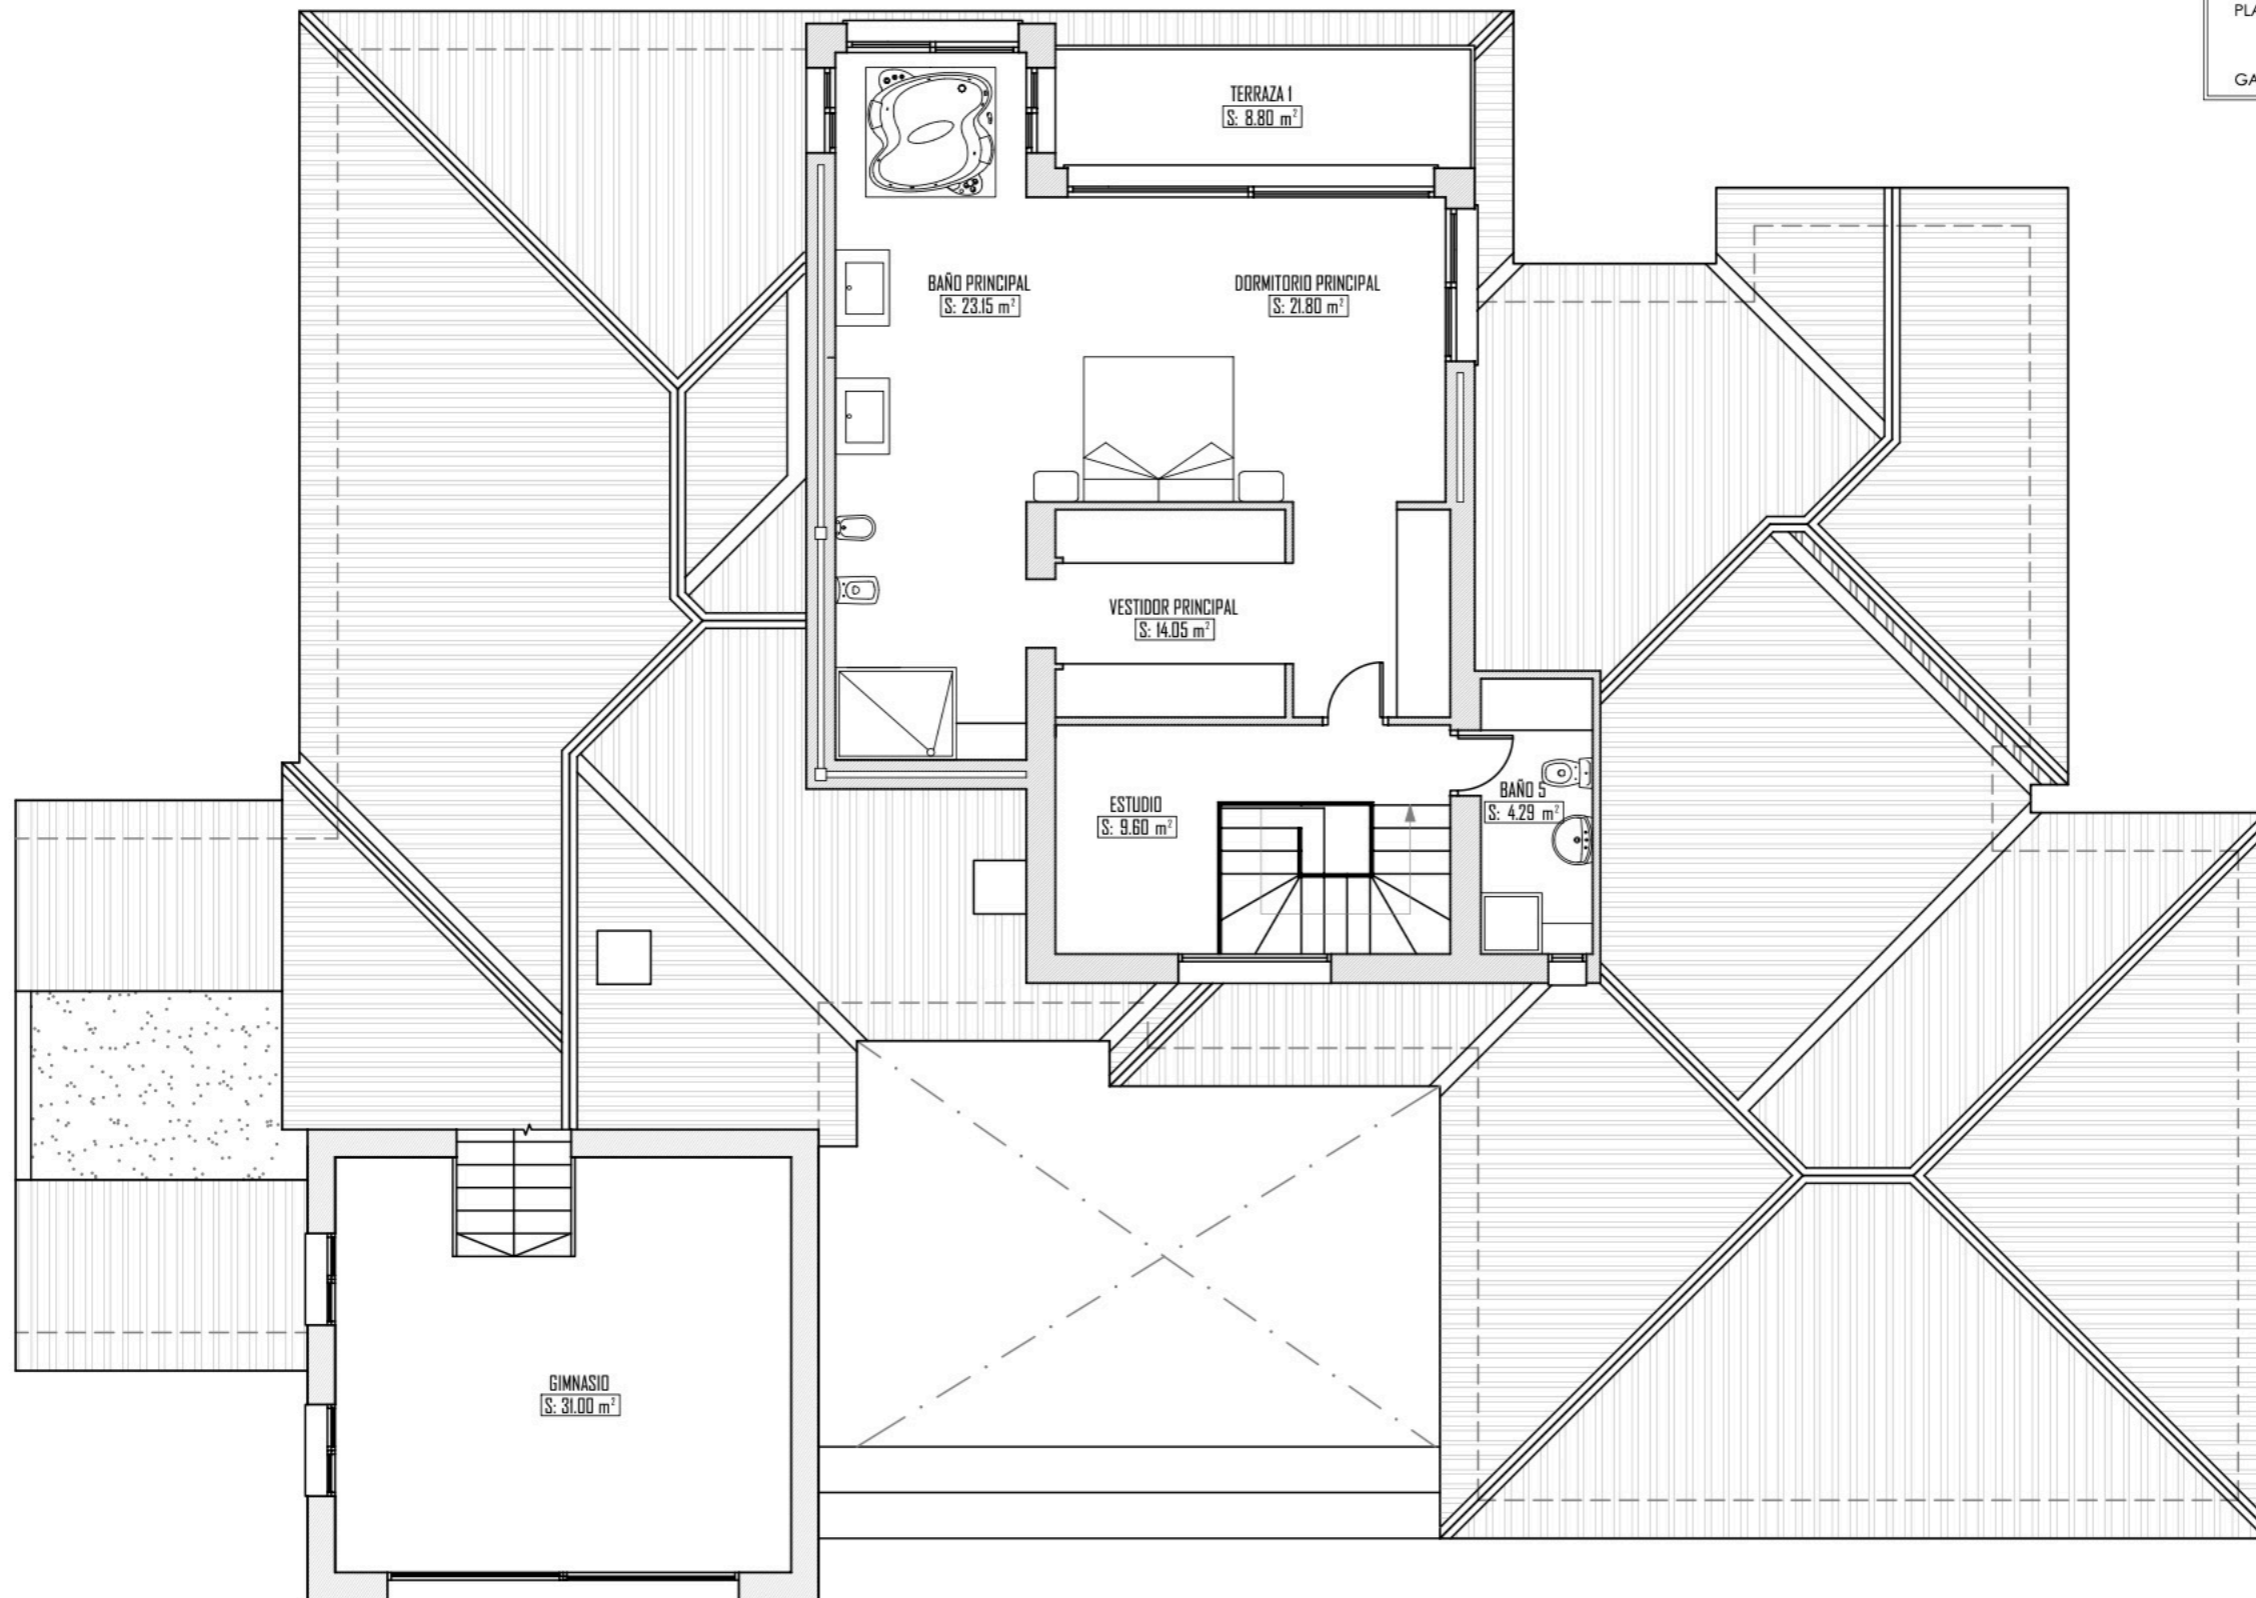 PLA
GA
TERRAZA 1
S: 8.80 m²
BAÑO PRINCIPAL
S: 23.15 m²
DORMITORIO PRINCIPAL
S: 21.80 m²
VESTIDOR PRINCIPAL
S: 14.05 m²
ESTUDIO
S: 9.60 m²
BAÑO 5
S: 4.29 m²
GIMNASIO
S: 31.00 m²